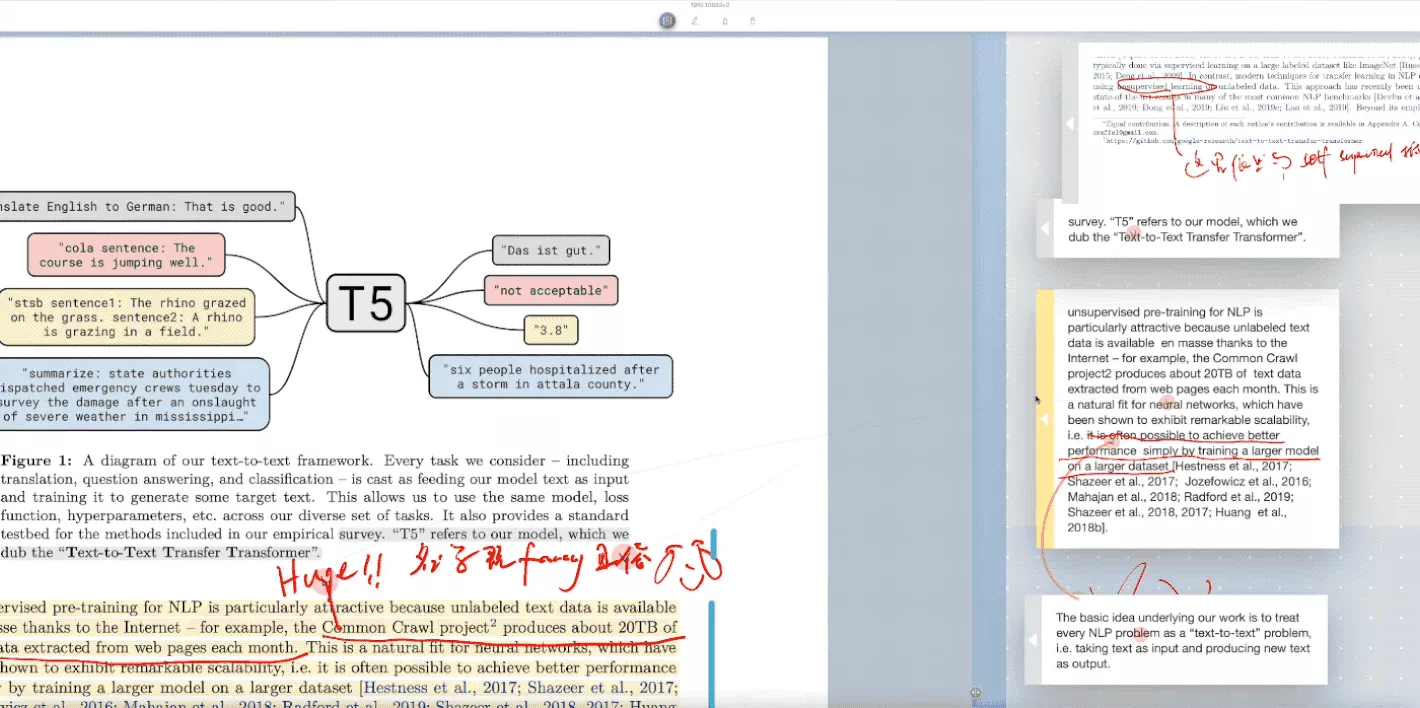 1910.10683v2
nslate English to German: That is good."
"cola sentence: The
course is jumping well."
"stsb sentence1: The rhino grazed
on the grass. sentence2: A rhino
is grazing in a field."
"summarize: state authorities
ispatched emergency crews tuesday to
survey the damage after an onslaught
of severe weather in mississippi…"
T5
"Das ist gut."
"not acceptable"
"3.8"
"six people hospitalized after
a storm in attala county."
Figure 1: A diagram of our text-to-text framework. Every task we consider – including
translation, question answering, and classification – is cast as feeding our model text as input
and training it to generate some target text. This allows us to use the same model, loss
function, hyperparameters, etc. across our diverse set of tasks. It also provides a standard
testbed for the methods included in our empirical survey. "T5" refers to our model, which we
dub the "Text-to-Text Transfer Transformer".
Huge!! fancy
ervised pre-training for NLP is particularly attractive because unlabeled text data is available
sse thanks to the Internet – for example, the Common Crawl project2 produces about 20TB of
ata extracted from web pages each month. This is a natural fit for neural networks, which have
hown to exhibit remarkable scalability, i.e. it is often possible to achieve better performance
by training a larger model on a larger dataset [Hestness et al., 2017; Shazeer et al., 2017;
wicz et al., 2016; Mahajan et al., 2018; Radford et al., 2019; Shazeer et al., 2018, 2017; Huang
typically done via supervised learning on a large labeled dataset like ImageNet [Russ
2015; Deng et al., 2009]. In contrast, modern techniques for transfer learning in NLP
using unsupervised learning on unlabeled data. This approach has recently been u
state-of-the-art results in many of the most common NLP benchmarks [Devlin et a
et al., 2019; Dong et al., 2019; Liu et al., 2019c; Lan et al., 2019]. Beyond its empi
*Equal contribution. A description of each author's contribution is available in Appendix A. Co
craffel@gmail.com.
1https://github.com/google-research/text-to-text-transfer-transformer
self supervised
survey. "T5" refers to our model, which we
dub the "Text-to-Text Transfer Transformer".
unsupervised pre-training for NLP is
particularly attractive because unlabeled text
data is available en masse thanks to the
Internet – for example, the Common Crawl
project2 produces about 20TB of text data
extracted from web pages each month. This is
a natural fit for neural networks, which have
been shown to exhibit remarkable scalability,
i.e. it is often possible to achieve better
performance simply by training a larger model
on a larger dataset [Hestness et al., 2017;
Shazeer et al., 2017; Jozefowicz et al., 2016;
Mahajan et al., 2018; Radford et al., 2019;
Shazeer et al., 2018, 2017; Huang et al.,
2018b].
The basic idea underlying our work is to treat
every NLP problem as a "text-to-text" problem,
i.e. taking text as input and producing new text
as output.